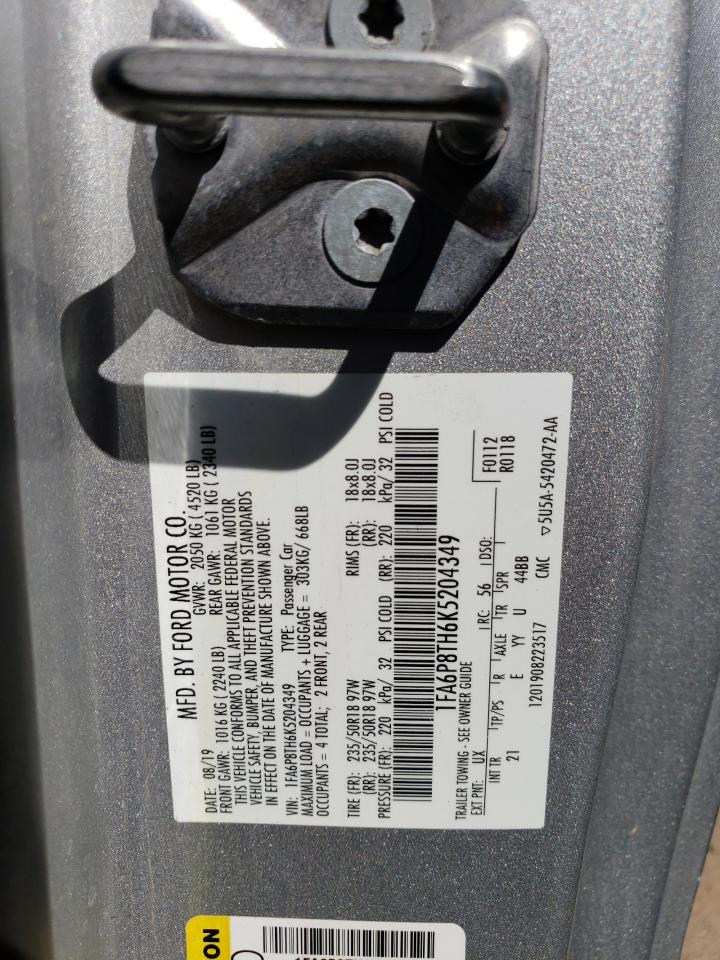 MFD. BY FORD MOTOR CO.
DATE: 08/19 GVWR: 2050 KG ( 4520 LB)
FRONT GAWR: 1016 KG ( 2240 LB) REAR GAWR: 1061 KG ( 2340 LB)
THIS VEHICLE CONFORMS TO ALL APPLICABLE FEDERAL MOTOR
VEHICLE SAFETY, BUMPER, AND THEFT PREVENTION STANDARDS
IN EFFECT ON THE DATE OF MANUFACTURE SHOWN ABOVE.
VIN: 1FA6P8TH6K5204349 TYPE: Passenger Car
MAXIMUM LOAD = OCCUPANTS + LUGGAGE = 303KG/ 668LB
OCCUPANTS = 4 TOTAL; 2 FRONT, 2 REAR
TIRE (FR): 235/50R18 97W RIMS (FR): 18x8.0J
(RR): 235/50R18 97W (RR): 18x8.0J
PRESSURE (FR): 220 kPa/ 32 PSI COLD (RR): 220 kPa/ 32 PSI COLD
1FA6P8TH6K5204349
TRAILER TOWING - SEE OWNER GUIDE F0112
EXT PNT: UX RC: 56 DSO: R0118
INT TR TP/PS R AXLE TR SPR
21 E YY U 44BB
1201908223517 CMC ▽5U5A-5420472-AA
ON